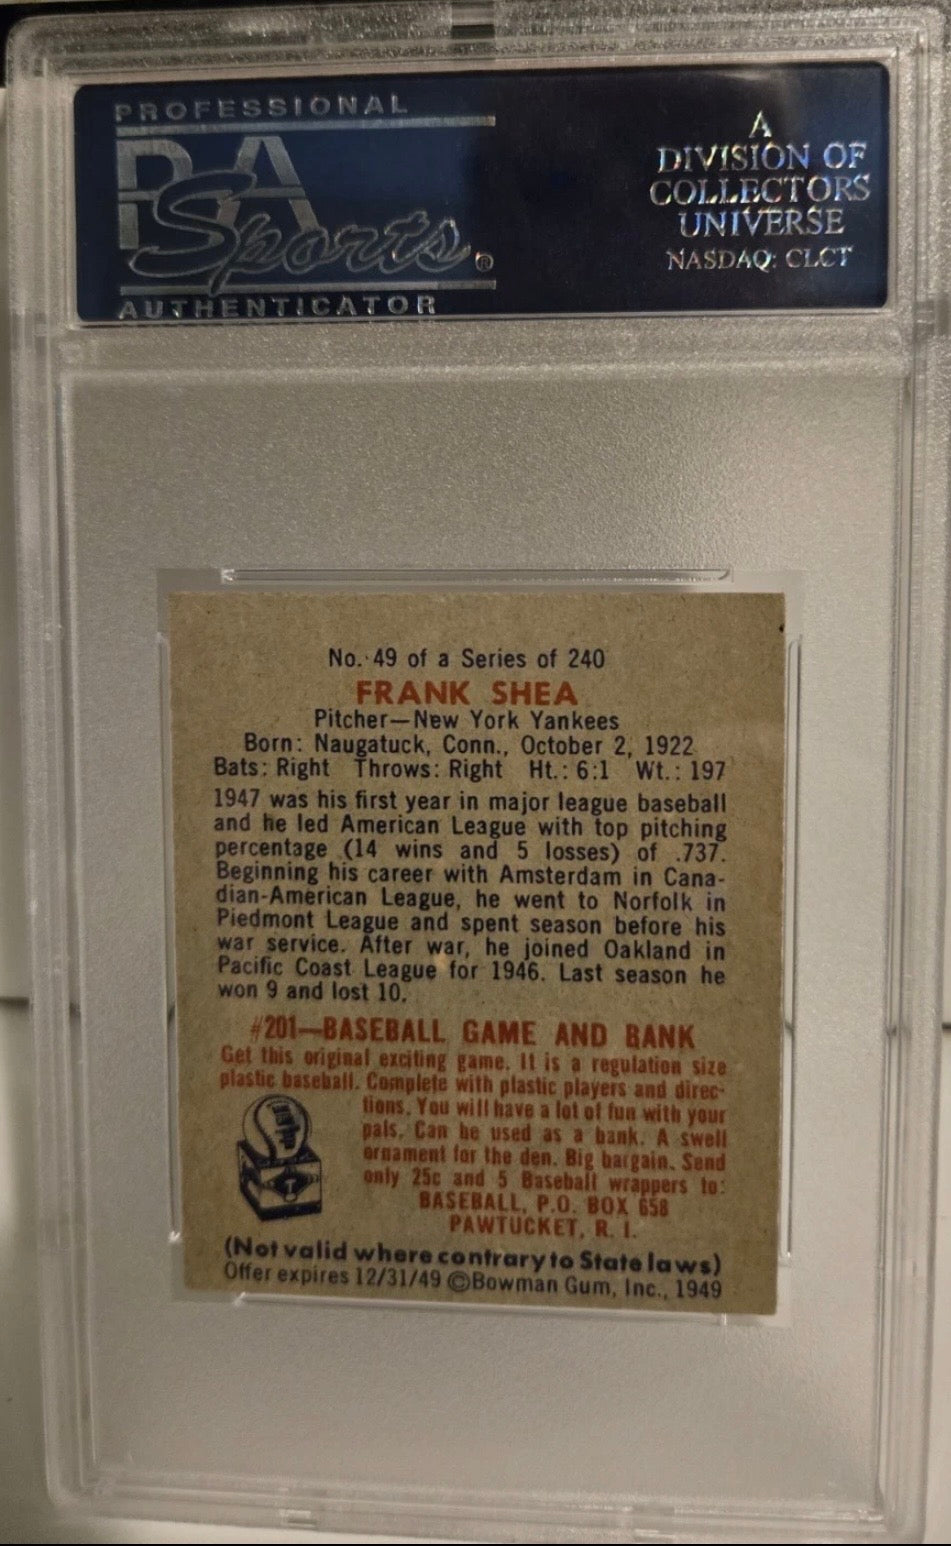 PROFESSIONAL
PSA
Sports®
AUTHENTICATOR
A
DIVISION OF
COLLECTORS
UNIVERSE
NASDAQ: CLCT
No. 49 of a Series of 240
FRANK SHEA
Pitcher—New York Yankees
Born: Naugatuck, Conn., October 2, 1922
Bats: Right Throws: Right Ht.: 6:1 Wt.: 197
1947 was his first year in major league baseball
and he led American League with top pitching
percentage (14 wins and 5 losses) of .737.
Beginning his career with Amsterdam in Cana-
dian-American League, he went to Norfolk in
Piedmont League and spent season before his
war service. After war, he joined Oakland in
Pacific Coast League for 1946. Last season he
won 9 and lost 10.
#201—BASEBALL GAME AND BANK
Get this original exciting game. It is a regulation size
plastic baseball. Complete with plastic players and direc-
tions. You will have a lot of fun with your
pals. Can be used as a bank. A swell
ornament for the den. Big bargain. Send
only 25c and 5 Baseball wrappers to:
BASEBALL, P.O. BOX 658
PAWTUCKET, R. I.
(Not valid where contrary to State laws)
Offer expires 12/31/49 ©Bowman Gum, Inc., 1949